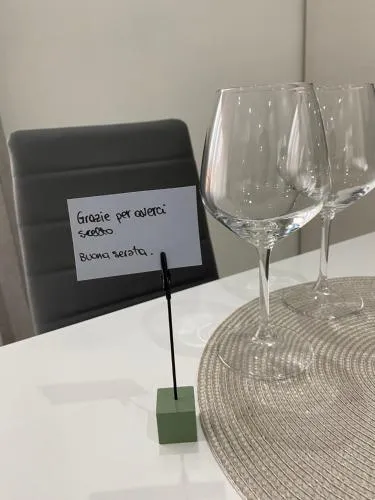 Grazie per averci
scelto.
Buona serata.